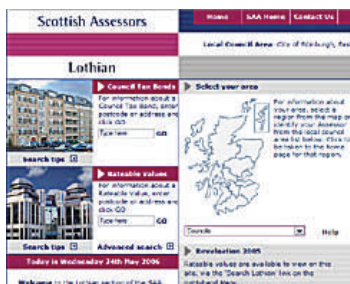 Scottish Assessors
Home SAA Home Contact Us
Local Council Area City of Edinburgh,
Lothian
Council Tax Bands
For information about a
Council Tax Band, enter
postcode or address and
click GO
Type here GO
Search tips
Rateable Values
For information about a
Rateable Value, enter
postcode or address and
click GO
Type here GO
Search tips Advanced search
Today is Wednesday 24th May 2006
Welcome to the Lothian section of the SAA
Select your area
For information about
your area, select a
region from the map or
identify your Assessor
from the local council
area list below. Click to
be taken to the home
page for that region.
Councils Help
Revaluation 2005
Rateable values are available to view on this
site, via the 'Search Lothian' link on the